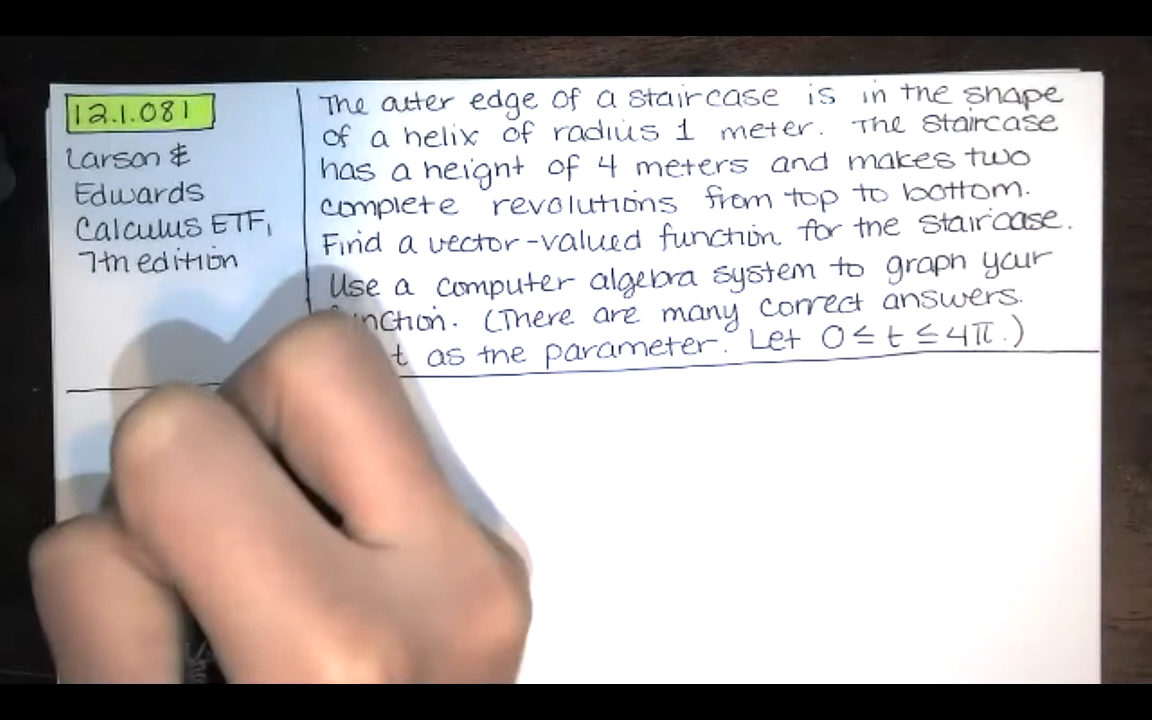 12.1.081
Larson &
Edwards
Calculus ETF,
7th edition
The outer edge of a staircase is in the shape
of a helix of radius 1 meter. The staircase
has a height of 4 meters and makes two
complete revolutions from top to bottom.
Find a vector-valued function for the staircase.
Use a computer algebra system to graph your
function. (There are many correct answers.
t as the parameter. Let 0 ≤ t ≤ 4π.)